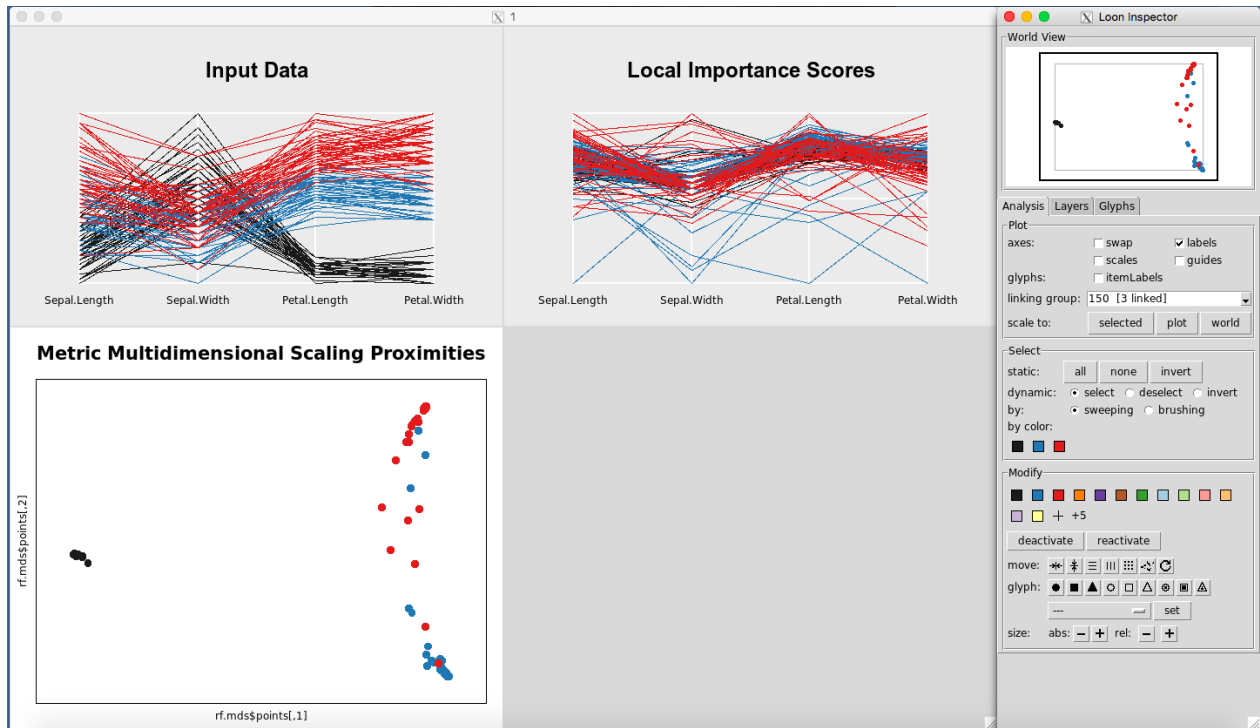 1
Loon Inspector
Input Data
Local Importance Scores
Sepal.Length Sepal.Width Petal.Length Petal.Width
Sepal.Length Sepal.Width Petal.Length Petal.Width
Metric Multidimensional Scaling Proximities
rf.mds$points[,2]
rf.mds$points[,1]
World View
Analysis Layers Glyphs
Plot
axes: swap labels
scales guides
glyphs: itemLabels
linking group: 150 [3 linked]
scale to: selected plot world
Select
static: all none invert
dynamic: select deselect invert
by: sweeping brushing
by color:
Modify
+5
deactivate reactivate
move:
glyph:
--- set
size: abs: − + rel: − +